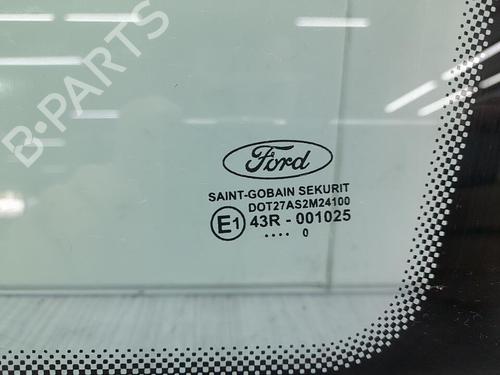 B-PARTS
Ford
SAINT-GOBAIN SEKURIT
DOT27AS2M24100
E1 43R - 001025
.... 0